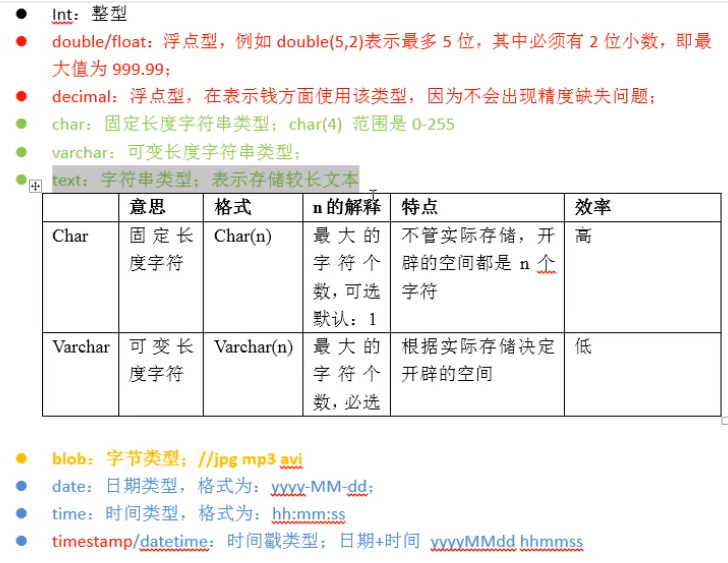 Int：整型
double/float：浮点型，例如 double(5,2)表示最多 5 位，其中必须有 2 位小数，即最
大值为 999.99；
decimal：浮点型，在表示钱方面使用该类型，因为不会出现精度缺失问题；
char：固定长度字符串类型；char(4) 范围是 0-255
varchar：可变长度字符串类型；
text：字符串类型；表示存储较长文本
意思 格式 n 的解释 特点 效率
Char 固定长 Char(n) 最大的 不管实际存储，开 高
度字符 字符个 辟的空间都是 n 个
数，可选 字符
默认：1
Varchar 可变长 Varchar(n) 最大的 根据实际存储决定 低
度字符 字符个 开辟的空间
数，必选
blob：字节类型；//jpg mp3 avi
date：日期类型，格式为：yyyy-MM-dd；
time：时间类型，格式为：hh:mm:ss
timestamp/datetime：时间戳类型；日期+时间 yyyyMMdd hhmmss